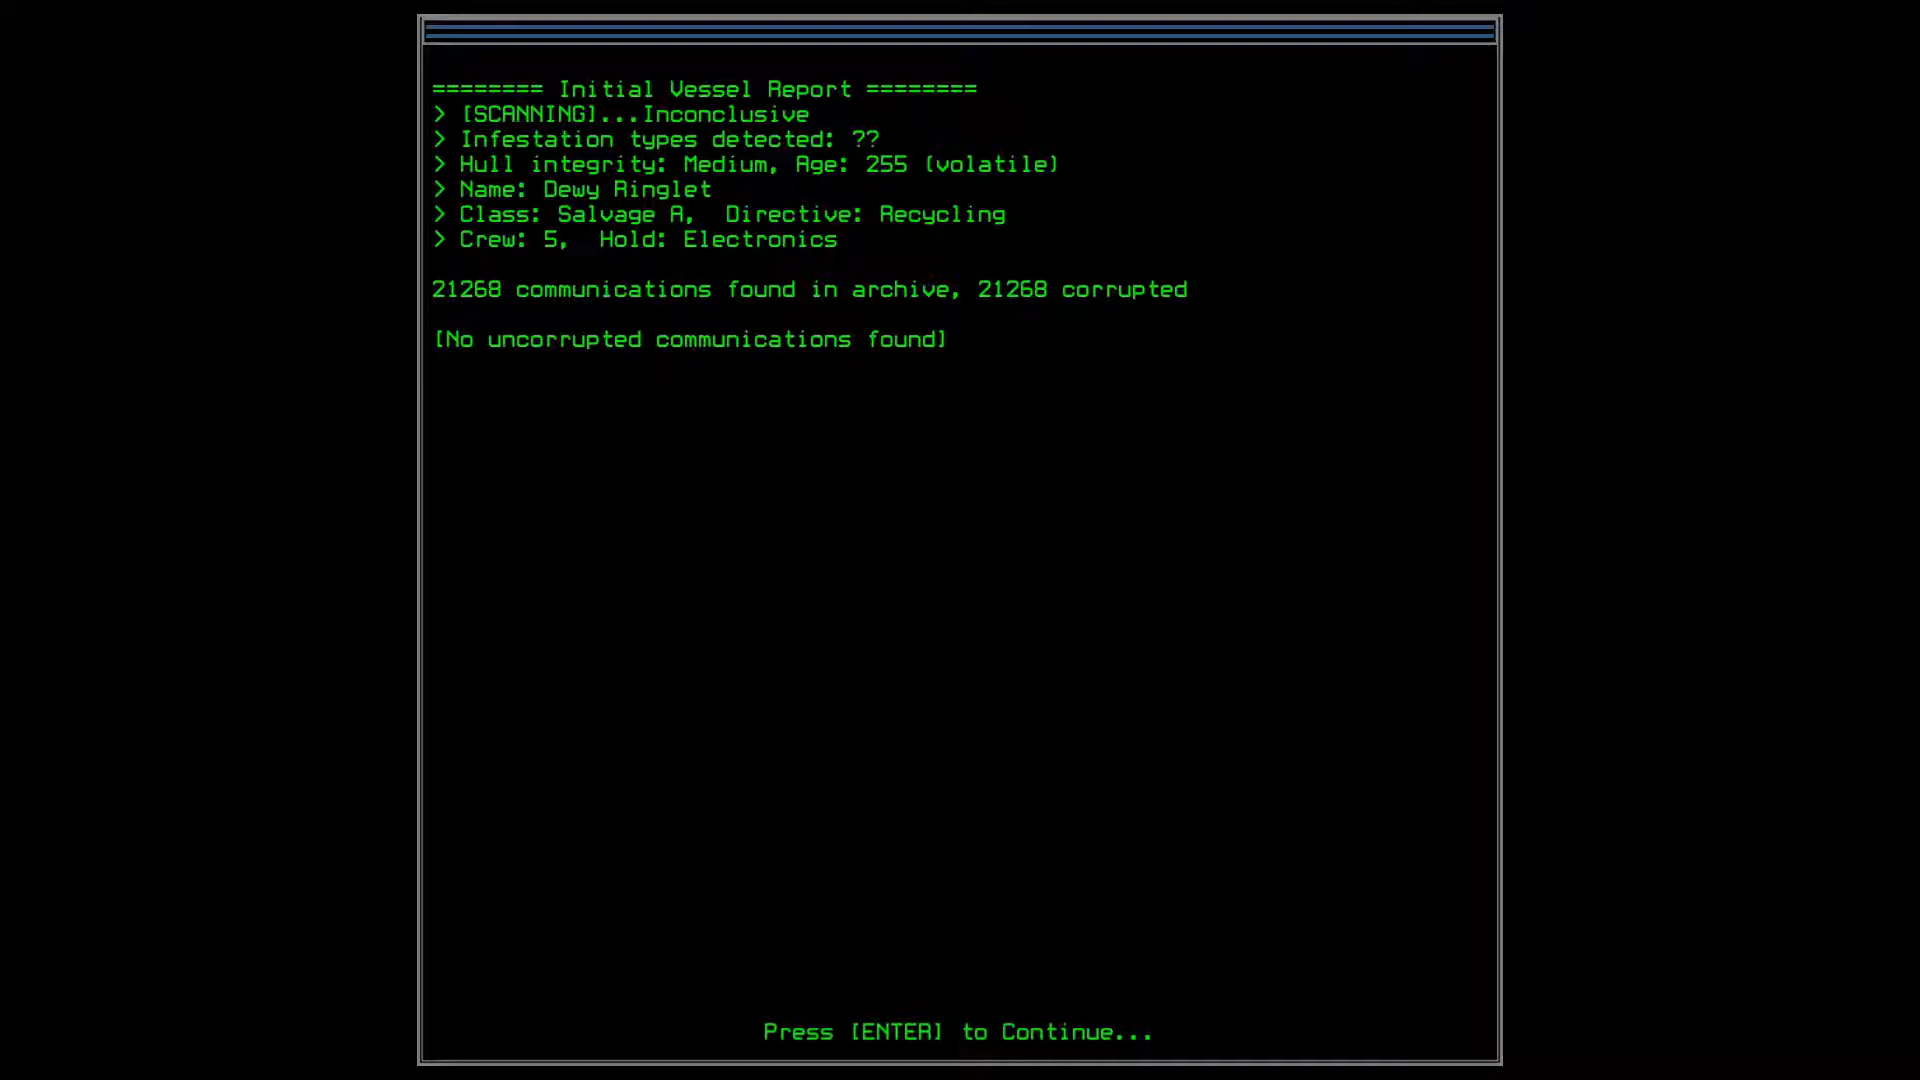 ======== Initial Vessel Report ========
> [SCANNING]...Inconclusive
> Infestation types detected: ??
> Hull integrity: Medium, Age: 255 (volatile)
> Name: Dewy Ringlet
> Class: Salvage A,  Directive: Recycling
> Crew: 5,  Hold: Electronics
21268 communications found in archive, 21268 corrupted
[No uncorrupted communications found]
Press [ENTER] to Continue...